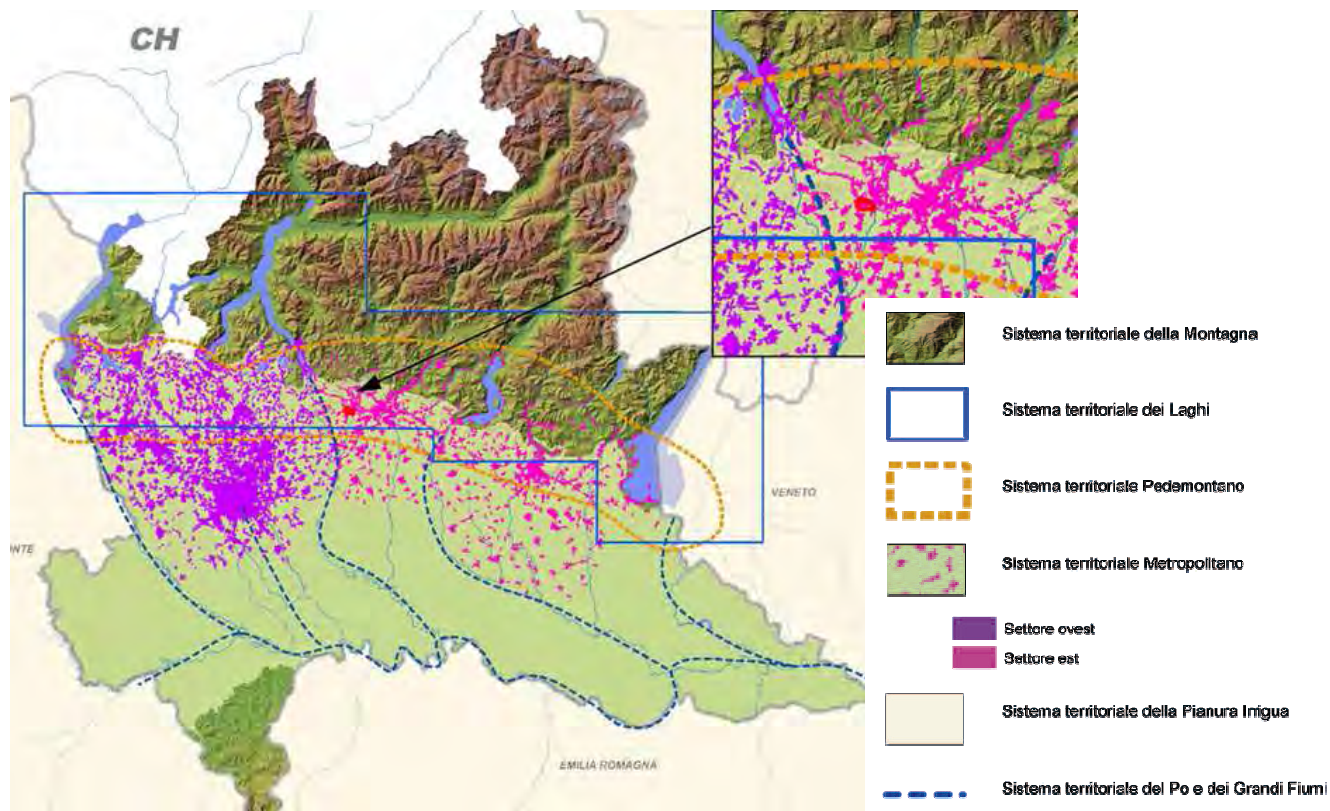 CH
VENETO
NTE
EMILIA ROMAGNA
Sistema territoriale della Montagna
Sistema territoriale dei Laghi
Sistema territoriale Pedemontano
Sistema territoriale Metropolitano
Settore ovest
Settore est
Sistema territoriale della Pianura Irrigua
Sistema territoriale del Po e dei Grandi Fiumi